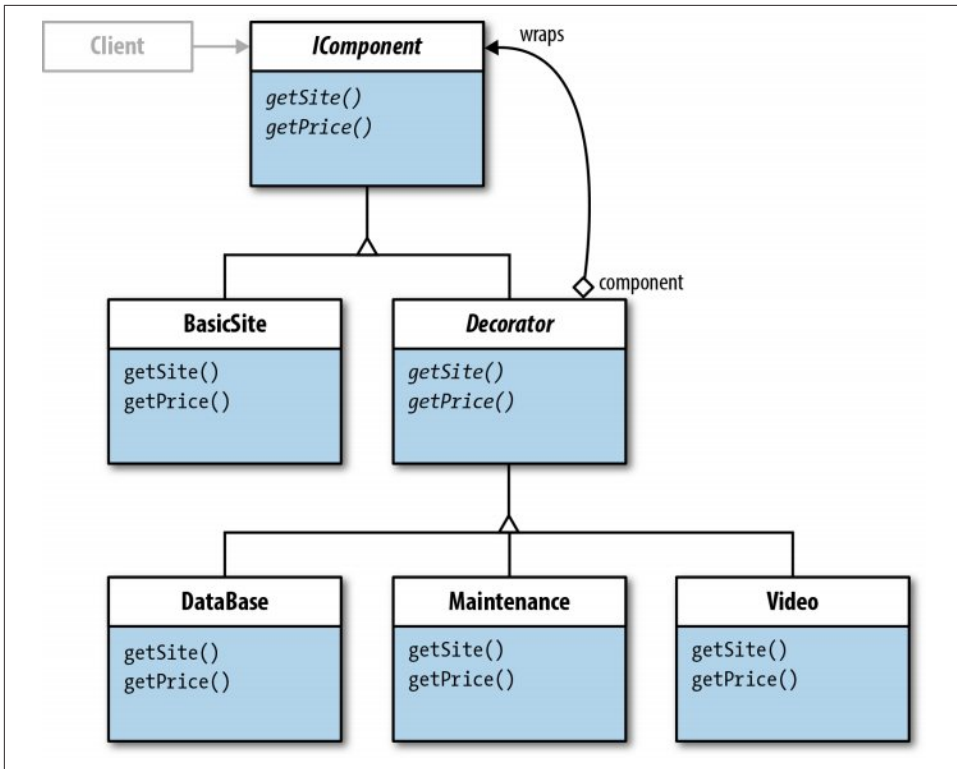 Client
IComponent
wraps
getSite()
getPrice()
component
BasicSite
getSite()
getPrice()
Decorator
getSite()
getPrice()
DataBase
getSite()
getPrice()
Maintenance
getSite()
getPrice()
Video
getSite()
getPrice()